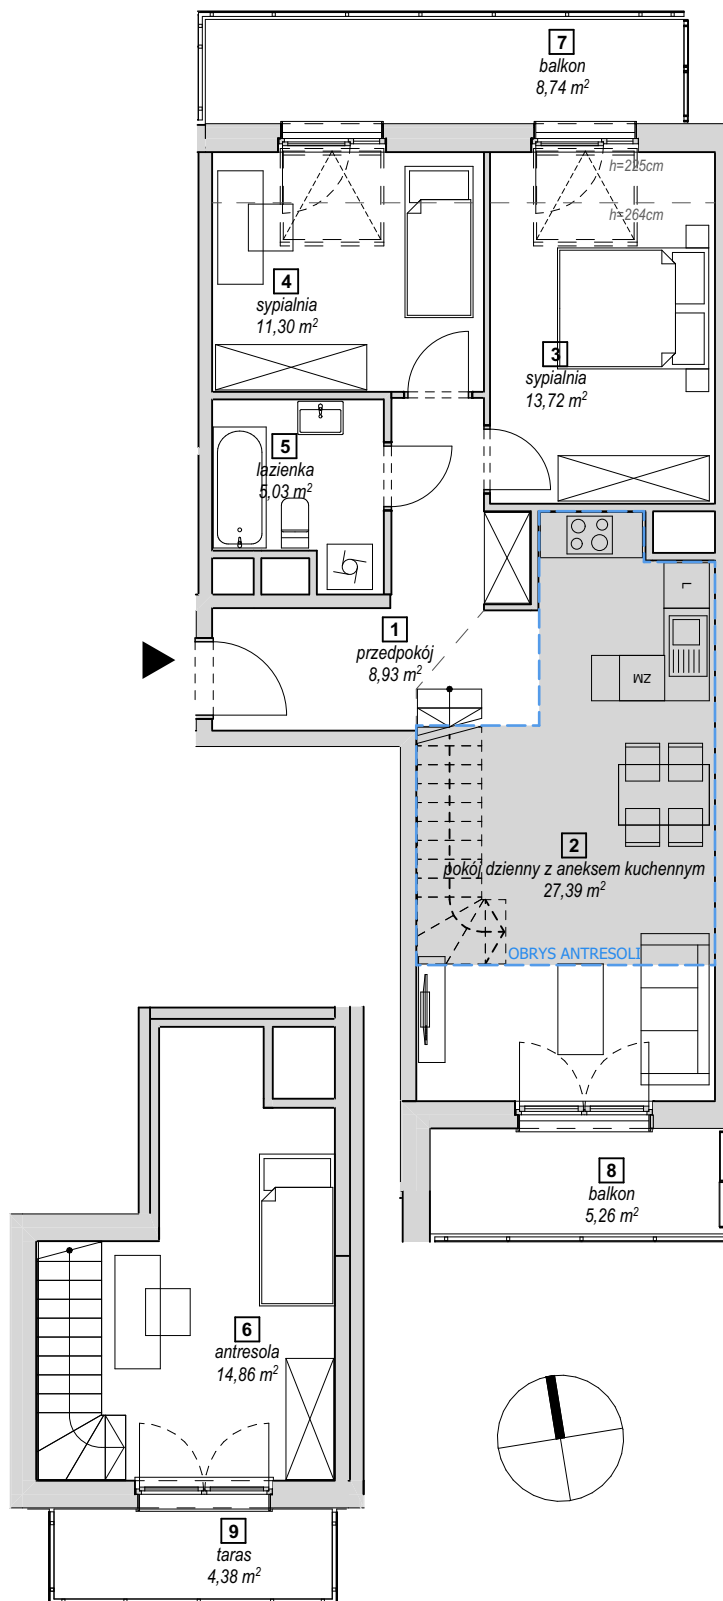 7
balkon
8,74 m²
h=225cm
h=264cm
4
sypialnia
11,30 m²
3
sypialnia
13,72 m²
5
lazienka
5,03 m²
1
przedpokój
8,93 m²
L
ZM
2
pokój dzienny z aneksem kuchennym
27,39 m²
OBRYS ANTRESOLI
8
balkon
5,26 m²
6
antresola
14,86 m²
9
taras
4,38 m²